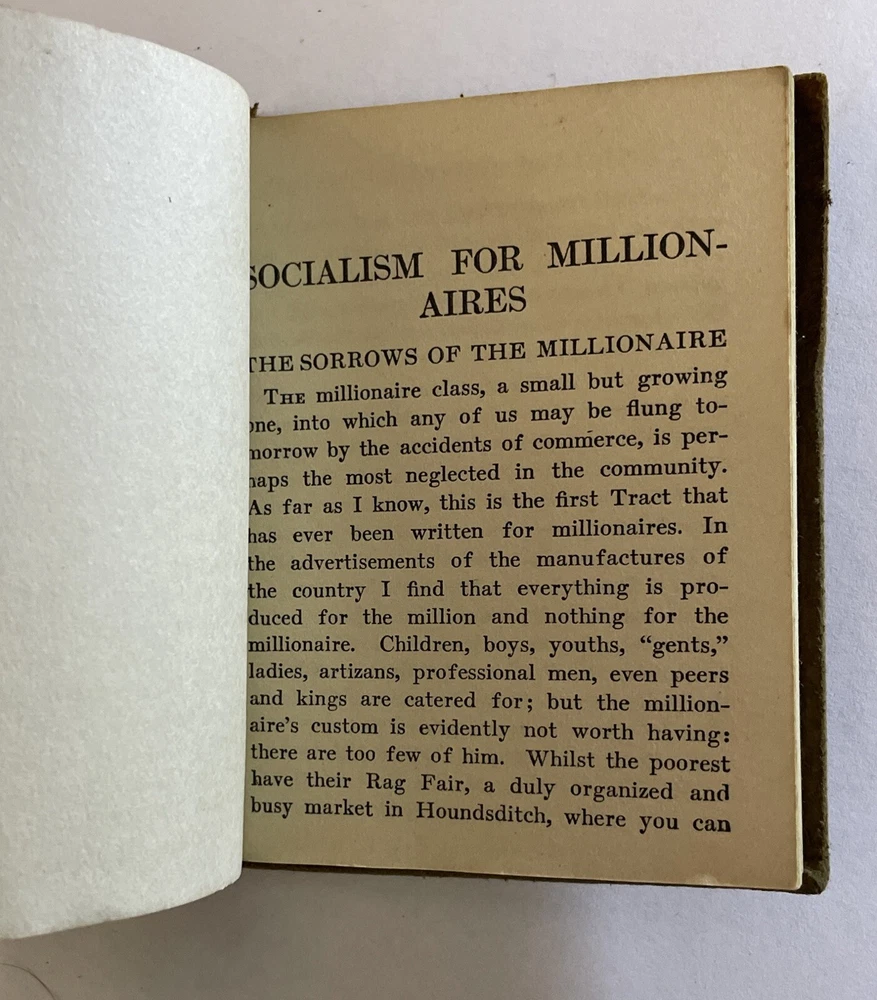 SOCIALISM FOR MILLION-
AIRES
THE SORROWS OF THE MILLIONAIRE
THE millionaire class, a small but growing
one, into which any of us may be flung to-
morrow by the accidents of commerce, is per-
haps the most neglected in the community.
As far as I know, this is the first Tract that
has ever been written for millionaires. In
the advertisements of the manufactures of
the country I find that everything is pro-
duced for the million and nothing for the
millionaire. Children, boys, youths, “gents,”
ladies, artizans, professional men, even peers
and kings are catered for; but the million-
aire’s custom is evidently not worth having:
there are too few of him. Whilst the poorest
have their Rag Fair, a duly organized and
busy market in Houndsditch, where you can